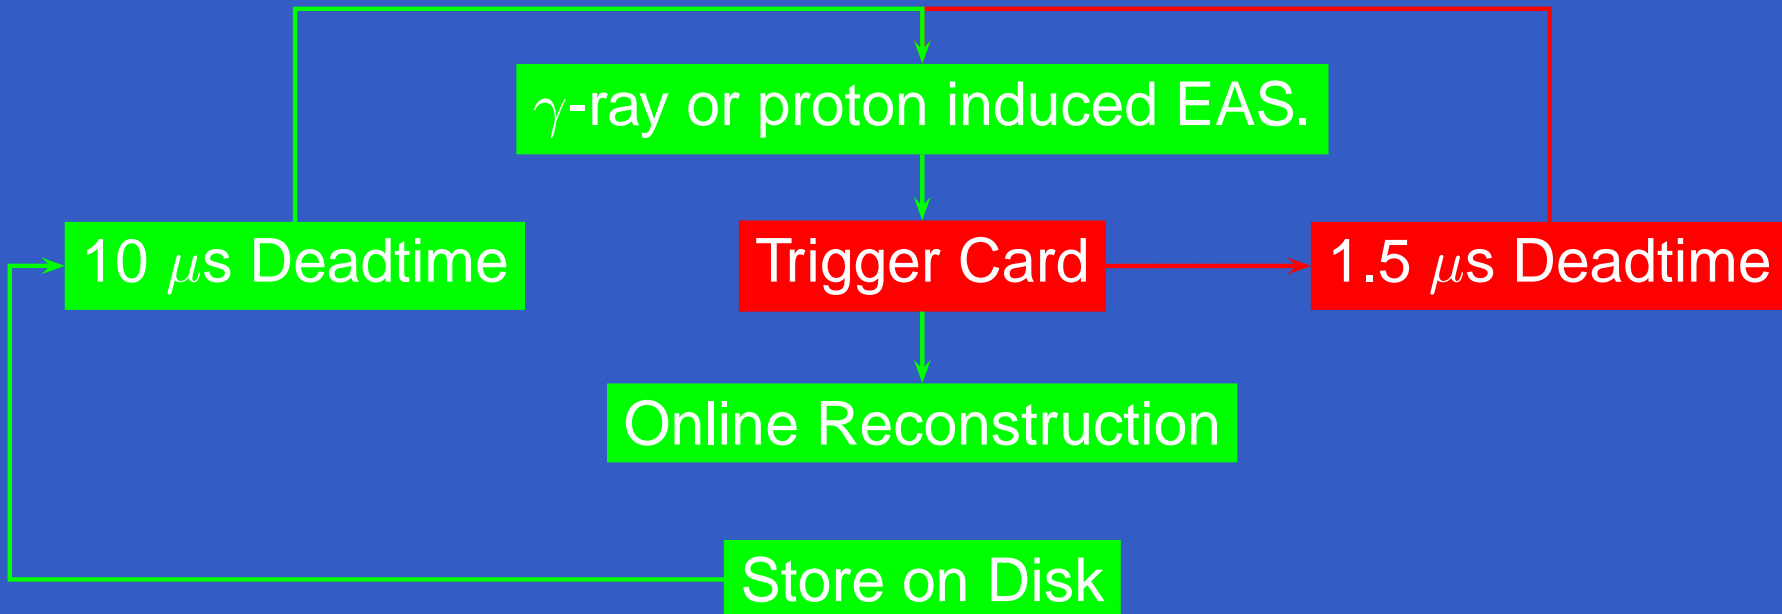 γ-ray or proton induced EAS.
10 μs Deadtime
Trigger Card
1.5 μs Deadtime
Online Reconstruction
Store on Disk